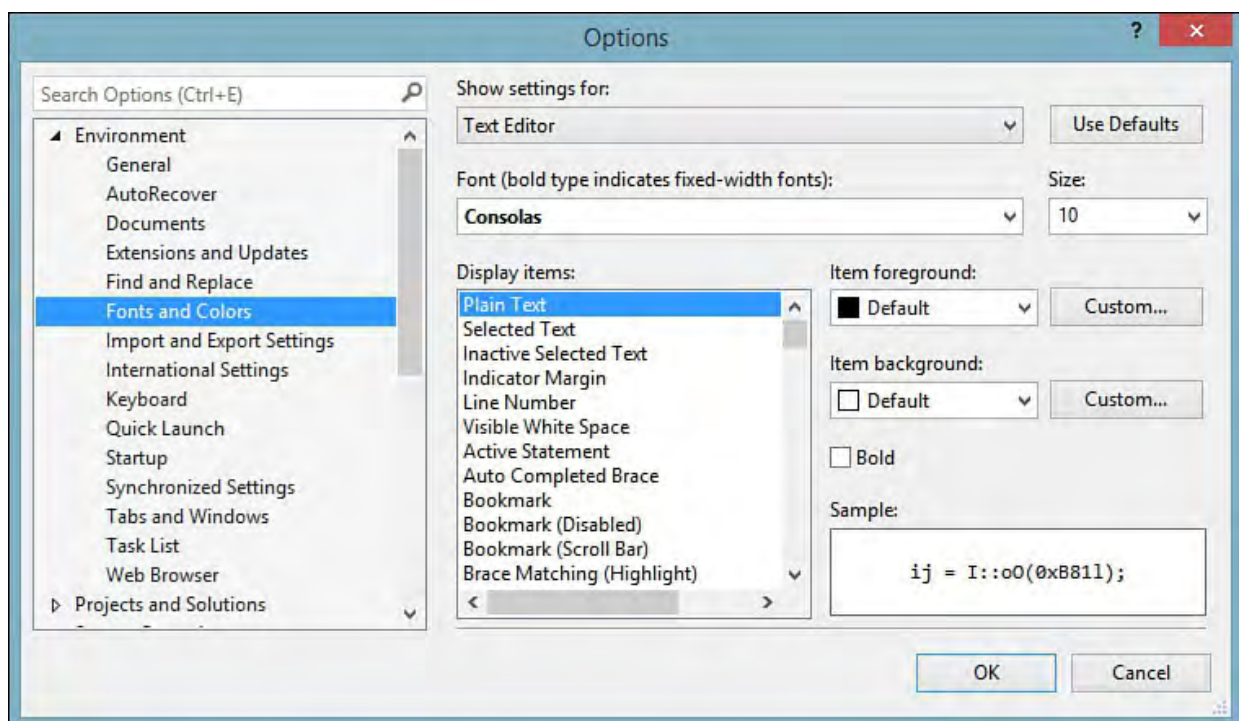 Options
?
Search Options (Ctrl+E)
Environment
General
AutoRecover
Documents
Extensions and Updates
Find and Replace
Fonts and Colors
Import and Export Settings
International Settings
Keyboard
Quick Launch
Startup
Synchronized Settings
Tabs and Windows
Task List
Web Browser
Projects and Solutions
Show settings for:
Text Editor
Use Defaults
Font (bold type indicates fixed-width fonts):
Size:
Consolas
10
Display items:
Plain Text
Selected Text
Inactive Selected Text
Indicator Margin
Line Number
Visible White Space
Active Statement
Auto Completed Brace
Bookmark
Bookmark (Disabled)
Bookmark (Scroll Bar)
Brace Matching (Highlight)
Item foreground:
Default
Custom...
Item background:
Default
Custom...
Bold
Sample:
ij = I::oO(0xB81l);
OK
Cancel